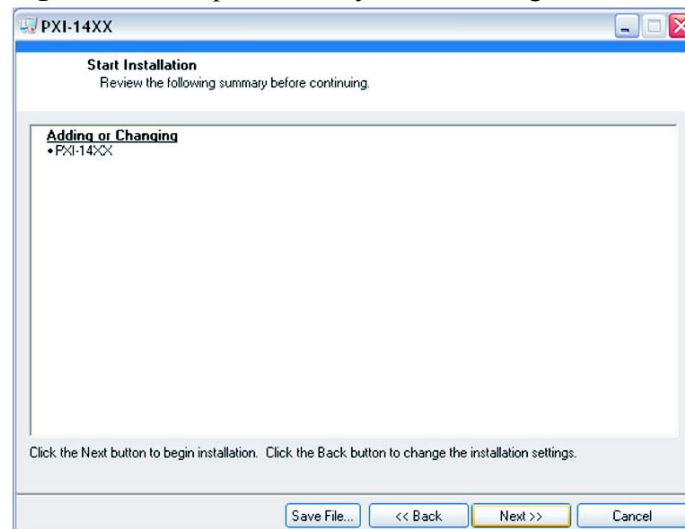 PXI-14XX
Start Installation
Review the following summary before continuing.
Adding or Changing
• PXI-14XX
Click the Next button to begin installation. Click the Back button to change the installation settings.
Save File... << Back Next >> Cancel